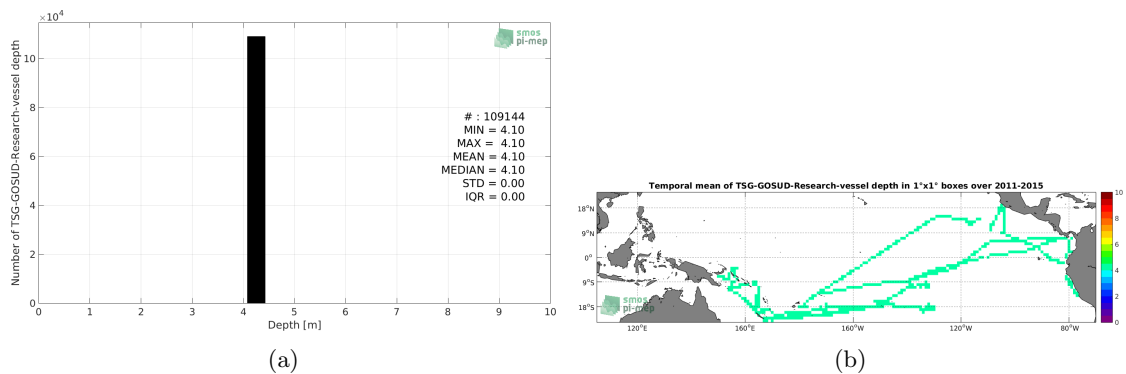 ×10⁴
10
8
6
4
2
0
Number of TSG-GOSUD-Research-vessel depth
0 1 2 3 4 5 6 7 8 9 10
Depth [m]
smos
pi-mep
# : 109144
MIN = 4.10
MAX = 4.10
MEAN = 4.10
MEDIAN = 4.10
STD = 0.00
IQR = 0.00
(a)
Temporal mean of TSG-GOSUD-Research-vessel depth in 1°x1° boxes over 2011-2015
18°N
9°N
0°
9°S
18°S
120°E 160°E 160°W 120°W 80°W
smos
pi-mep
10
8
6
4
2
0
(b)